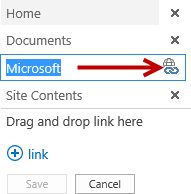 Home
Documents
Microsoft
Site Contents
Drag and drop link here
link
Save Cancel